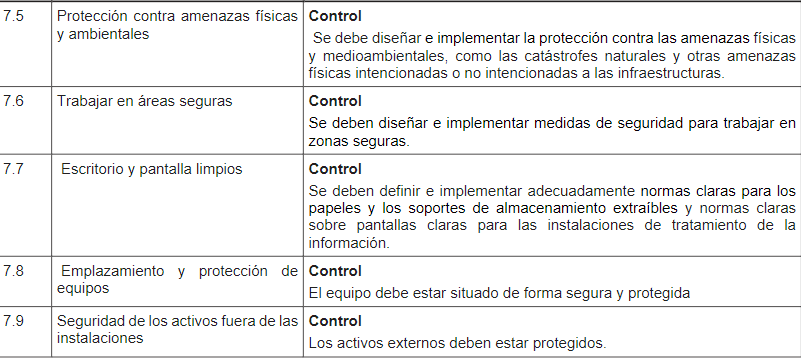 7.5 Protección contra amenazas físicas y ambientales
Control
Se debe diseñar e implementar la protección contra las amenazas físicas
y medioambientales, como las catástrofes naturales y otras amenazas
físicas intencionadas o no intencionadas a las infraestructuras.
7.6 Trabajar en áreas seguras
Control
Se deben diseñar e implementar medidas de seguridad para trabajar en
zonas seguras.
7.7 Escritorio y pantalla limpios
Control
Se deben definir e implementar adecuadamente normas claras para los
papeles y los soportes de almacenamiento extraíbles y normas claras
sobre pantallas claras para las instalaciones de tratamiento de la
información.
7.8 Emplazamiento y protección de
equipos
Control
El equipo debe estar situado de forma segura y protegida
7.9 Seguridad de los activos fuera de las
instalaciones
Control
Los activos externos deben estar protegidos.